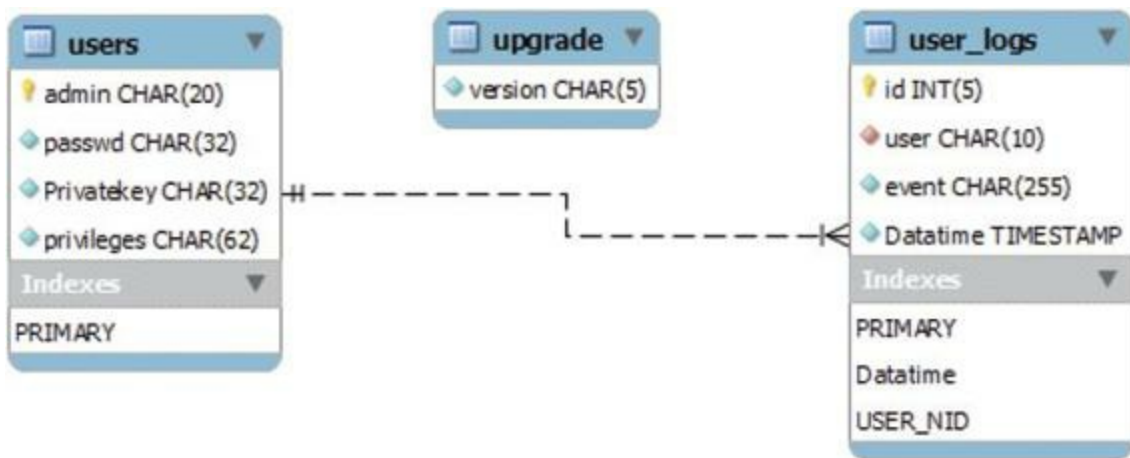 users
admin CHAR(20)
passwd CHAR(32)
Privatekey CHAR(32)
privileges CHAR(62)
Indexes
PRIMARY
upgrade
version CHAR(5)
user_logs
id INT(5)
user CHAR(10)
event CHAR(255)
Datatime TIMESTAMP
Indexes
PRIMARY
Datatime
USER_NID